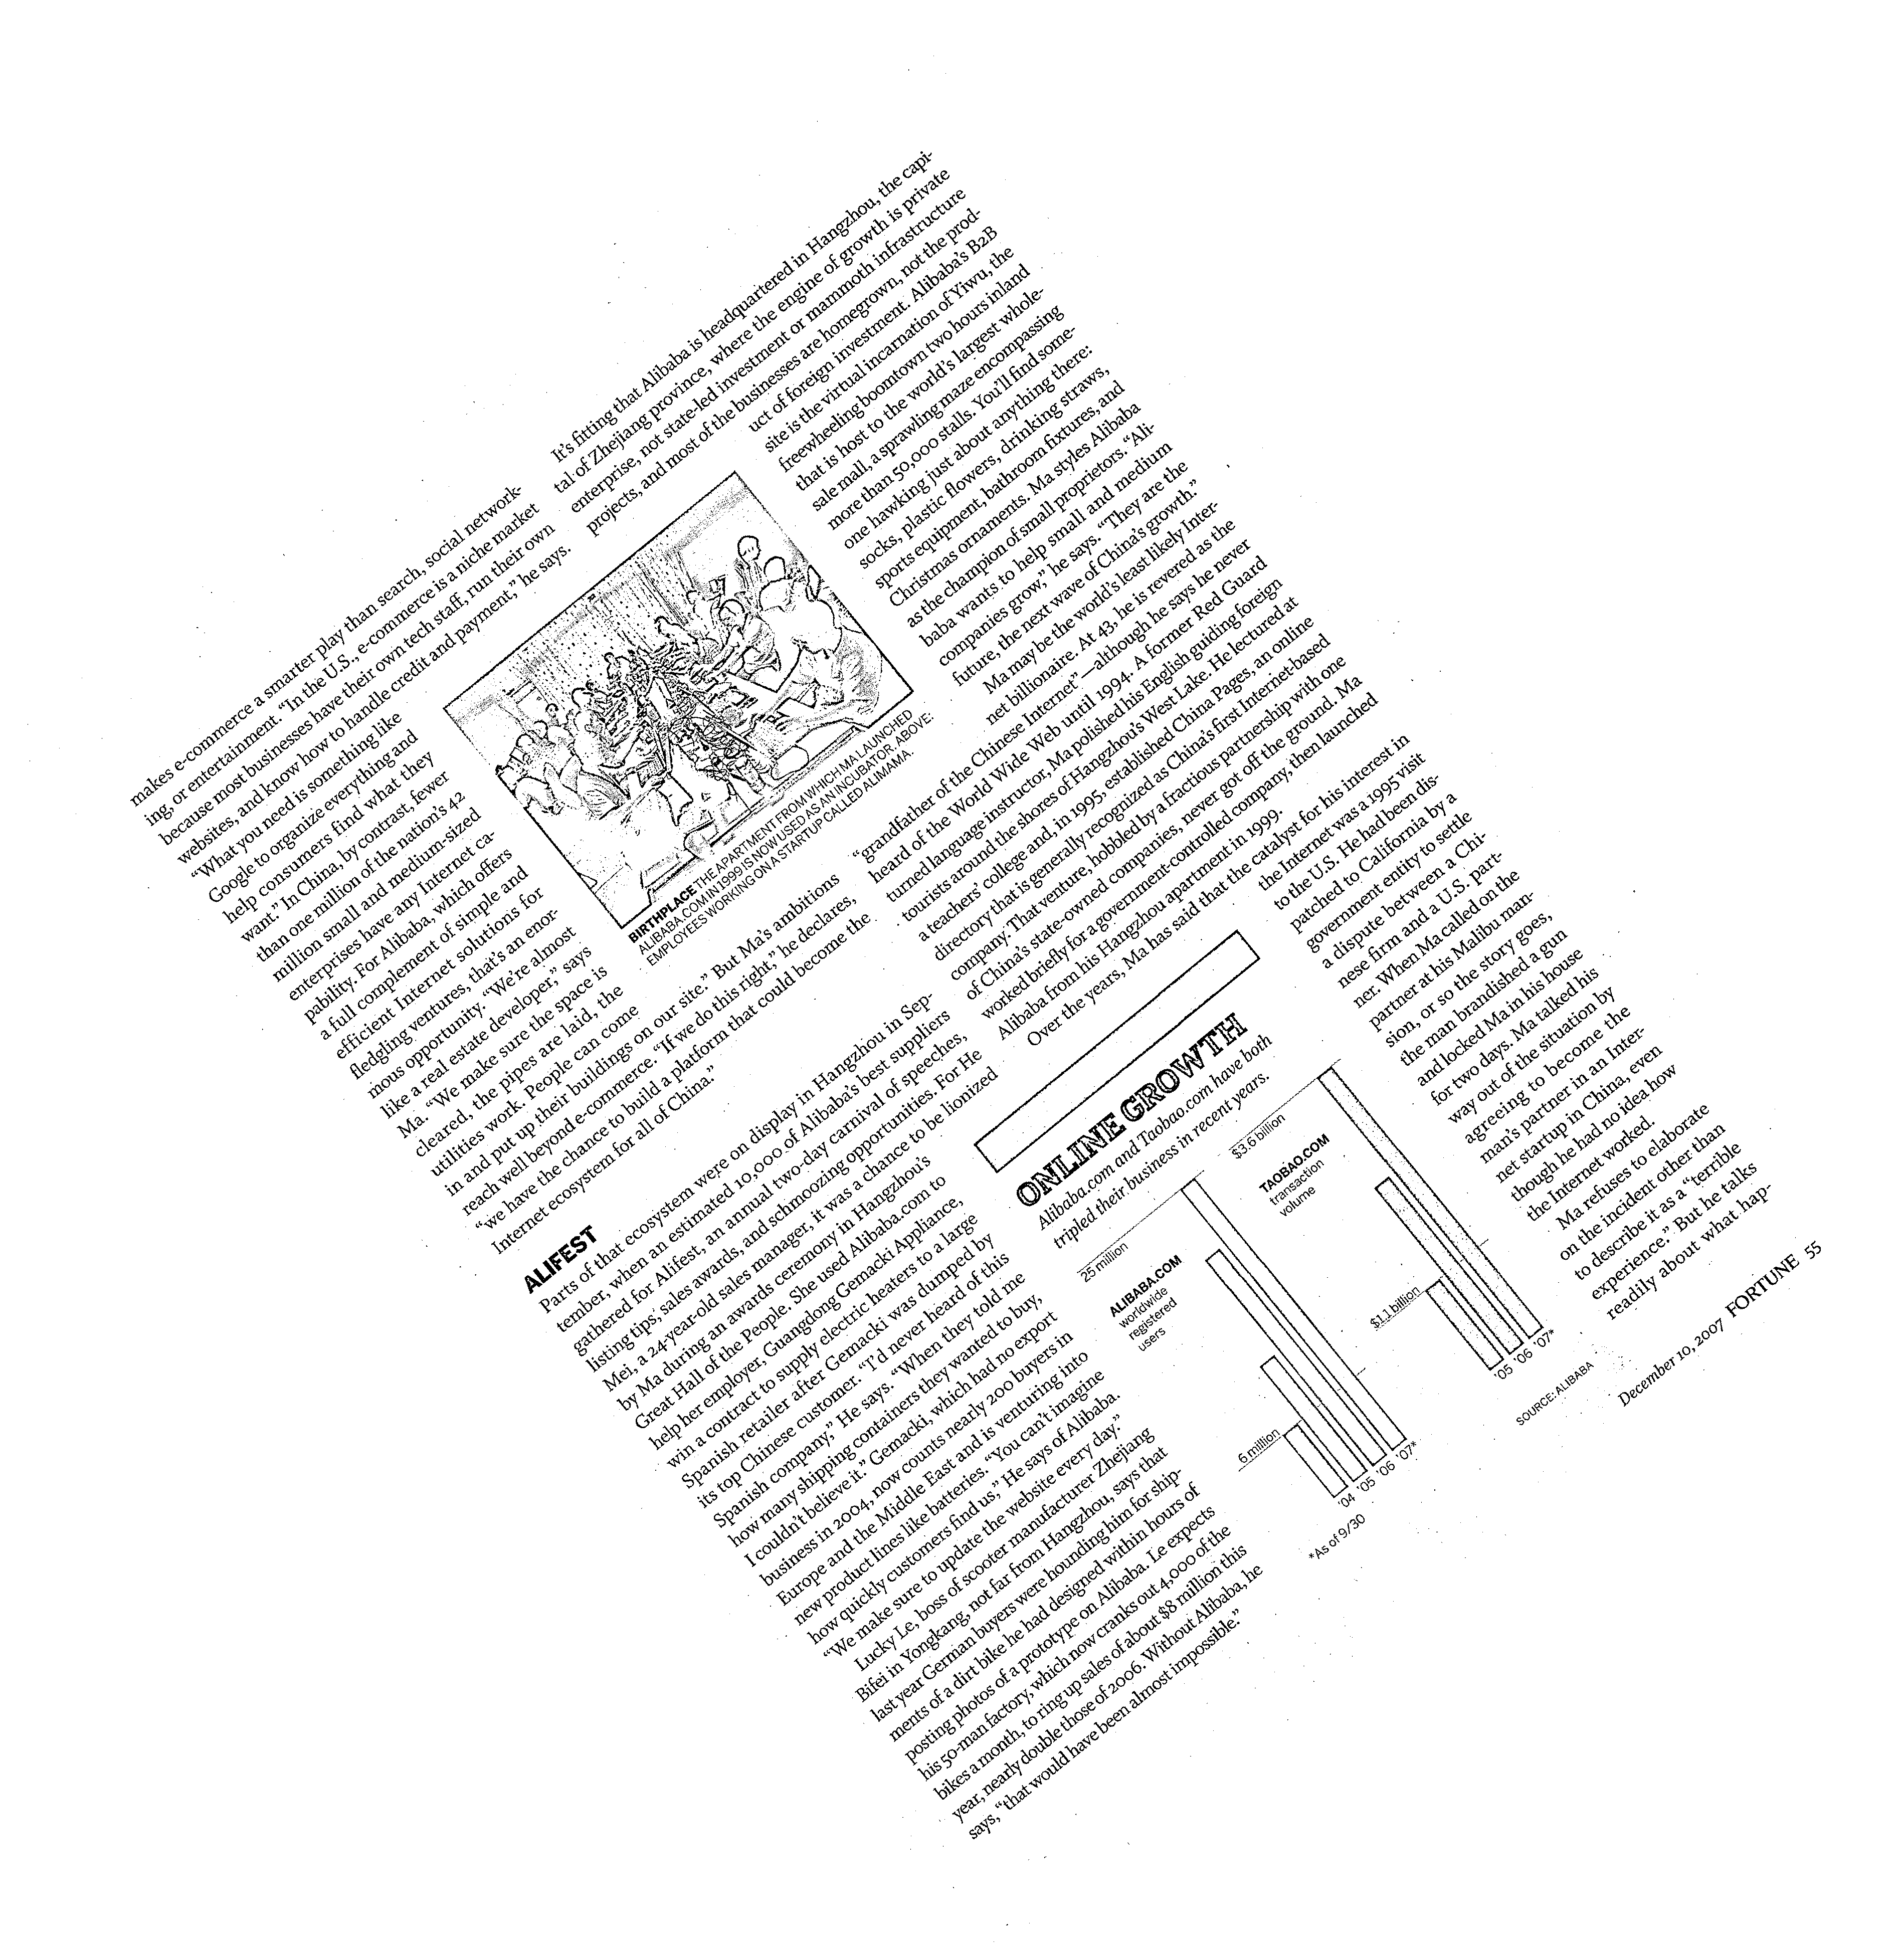 makes e-commerce a smarter play than search, social network-
ing, or entertainment. “In the U.S., e-commerce is a niche market
because most businesses have their own tech staff, run their own
websites, and know how to handle credit and payment,” he says.
“What you need is something like
Google to organize everything and
help consumers find what they
want.” In China, by contrast, fewer
than one million of the nation's 42
million small and medium-sized
enterprises have any Internet ca-
pability. For Alibaba, which offers
a full complement of simple and
efficient Internet solutions for
fledgling ventures, that's an enor-
mous opportunity. “We're almost
like a real estate developer,” says
Ma. “We make sure the space is
cleared, the pipes are laid, the
utilities work. People can come
in and put up their buildings on our site.” But Ma's ambitions
reach well beyond e-commerce. “If we do this right,” he declares,
“we have the chance to build a platform that could become the
Internet ecosystem for all of China.”
ALIFEST
Parts of that ecosystem were on display in Hangzhou in Sep-
tember, when an estimated 10,000 of Alibaba's best suppliers
gathered for Alifest, an annual two-day carnival of speeches,
listing tips, sales awards, and schmoozing opportunities. For He
Mei, a 24-year-old sales manager, it was a chance to be lionized
by Ma during an awards ceremony in Hangzhou's
Great Hall of the People. She used Alibaba.com to
help her employer, Guangdong Gemacki Appliance,
win a contract to supply electric heaters to a large
Spanish retailer after Gemacki was dumped by
its top Chinese customer. “I'd never heard of this
Spanish company,” He says. “When they told me
how many shipping containers they wanted to buy,
I couldn't believe it.” Gemacki, which had no export
business in 2004, now counts nearly 200 buyers in
Europe and the Middle East and is venturing into
new product lines like batteries. “You can't imagine
how quickly customers find us,” He says of Alibaba.
“We make sure to update the website every day.”
Lucky Le, boss of scooter manufacturer Zhejiang
Bifei in Yongkang, not far from Hangzhou, says that
last year German buyers were hounding him for ship-
ments of a dirt bike he had designed within hours of
posting photos of a prototype on Alibaba. Le expects
his 50-man factory, which now cranks out 4,000 of the
bikes a month, to ring up sales of about $8 million this
year, nearly double those of 2006. Without Alibaba, he
says, “that would have been almost impossible.”
BIRTHPLACE THE APARTMENT FROM WHICH MA LAUNCHED
ALIBABA.COM IN 1999 IS NOW USED AS AN INCUBATOR. ABOVE:
EMPLOYEES WORKING ON A STARTUP CALLED ALIMAMA.
It's fitting that Alibaba is headquartered in Hangzhou, the capi-
tal of Zhejiang province, where the engine of growth is private
enterprise, not state-led investment or mammoth infrastructure
projects, and most of the businesses are homegrown, not the prod-
uct of foreign investment. Alibaba's B2B
site is the virtual incarnation of Yiwu, the
freewheeling boomtown two hours inland
that is host to the world's largest whole-
sale mall, a sprawling maze encompassing
more than 50,000 stalls. You'll find some-
one hawking just about anything there:
socks, plastic flowers, drinking straws,
sports equipment, bathroom fixtures, and
Christmas ornaments. Ma styles Alibaba
as the champion of small proprietors. “Ali-
baba wants to help small and medium
companies grow,” he says. “They are the
future, the next wave of China's growth.”
Ma may be the world's least likely Inter-
net billionaire. At 43, he is revered as the
“grandfather of the Chinese Internet”—although he says he never
heard of the World Wide Web until 1994. A former Red Guard
turned language instructor, Ma polished his English guiding foreign
tourists around the shores of Hangzhou's West Lake. He lectured at
a teachers' college and, in 1995, established China Pages, an online
directory that is generally recognized as China's first Internet-based
company. That venture, hobbled by a fractious partnership with one
of China's state-owned companies, never got off the ground. Ma
worked briefly for a government-controlled company, then launched
Alibaba from his Hangzhou apartment in 1999.
Over the years, Ma has said that the catalyst for his interest in
the Internet was a 1995 visit
to the U.S. He had been dis-
patched to California by a
government entity to settle
a dispute between a Chi-
nese firm and a U.S. part-
ner. When Ma called on the
partner at his Malibu man-
sion, or so the story goes,
the man brandished a gun
and locked Ma in his house
for two days. Ma talked his
way out of the situation by
agreeing to become the
man's partner in an Inter-
net startup in China, even
though he had no idea how
the Internet worked.
Ma refuses to elaborate
on the incident other than
to describe it as a “terrible
experience.” But he talks
readily about what hap-
ONLINE GROWTH
Alibaba.com and Taobao.com have both
tripled their business in recent years.
25 million
ALIBABA.COM
worldwide
registered
users
6 million
'04 '05 '06 '07*
*As of 9/30
$3.6 billion
TAOBAO.COM
transaction
volume
$1.1 billion
'05 '06 '07*
SOURCE: ALIBABA
December 10, 2007 FORTUNE 55